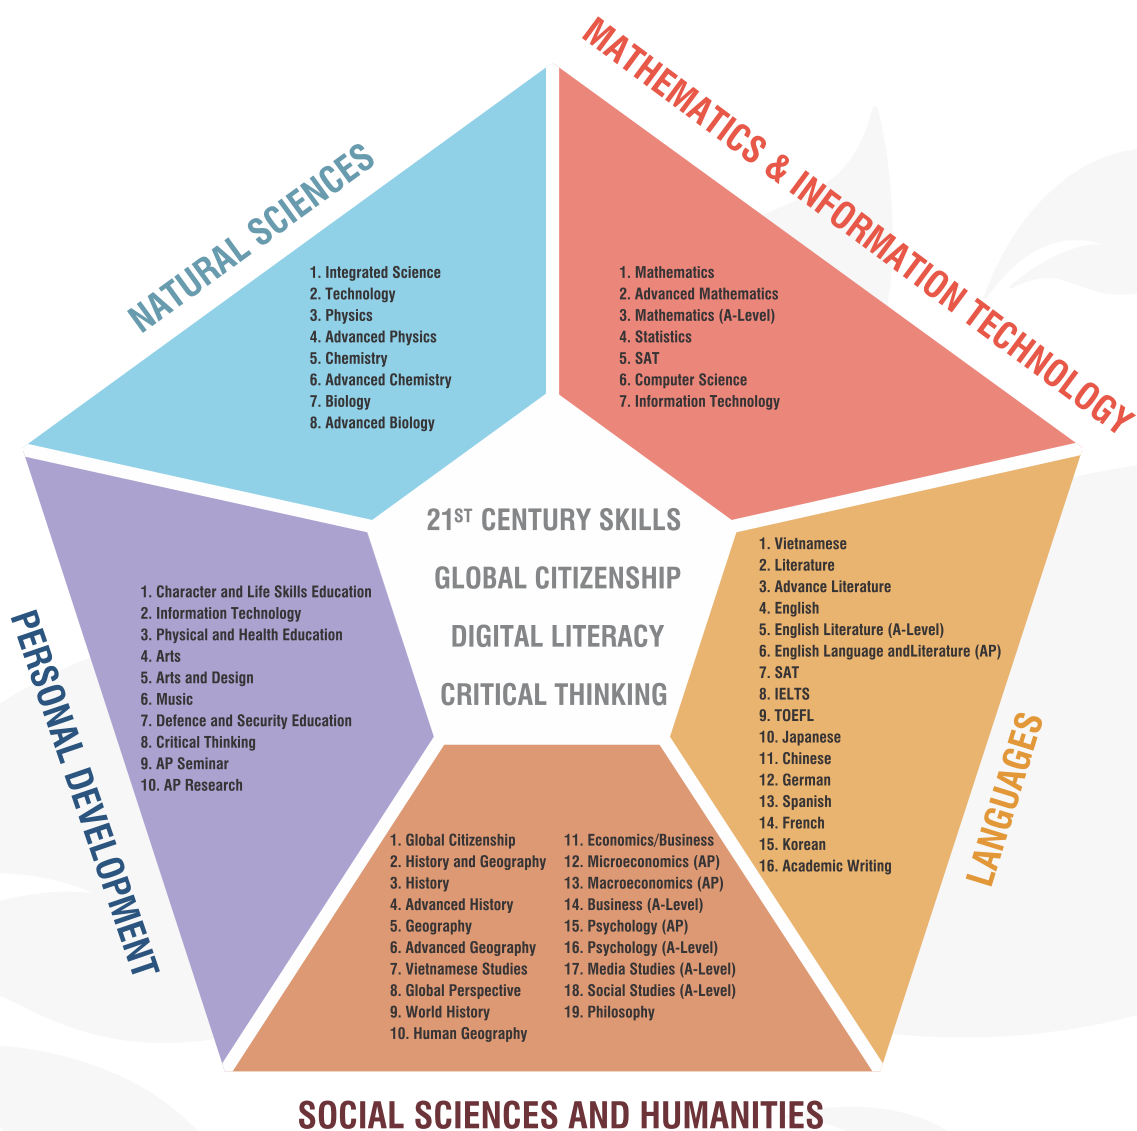 MATHEMATICS & INFORMATION TECHNOLOGY
1. Mathematics
2. Advanced Mathematics
3. Mathematics (A-Level)
4. Statistics
5. SAT
6. Computer Science
7. Information Technology
NATURAL SCIENCES
1. Integrated Science
2. Technology
3. Physics
4. Advanced Physics
5. Chemistry
6. Advanced Chemistry
7. Biology
8. Advanced Biology
21ST CENTURY SKILLS
GLOBAL CITIZENSHIP
DIGITAL LITERACY
CRITICAL THINKING
LANGUAGES
1. Vietnamese
2. Literature
3. Advance Literature
4. English
5. English Literature (A-Level)
6. English Language andLiterature (AP)
7. SAT
8. IELTS
9. TOEFL
10. Japanese
11. Chinese
12. German
13. Spanish
14. French
15. Korean
16. Academic Writing
PERSONAL DEVELOPMENT
1. Character and Life Skills Education
2. Information Technology
3. Physical and Health Education
4. Arts
5. Arts and Design
6. Music
7. Defence and Security Education
8. Critical Thinking
9. AP Seminar
10. AP Research
1. Global Citizenship
2. History and Geography
3. History
4. Advanced History
5. Geography
6. Advanced Geography
7. Vietnamese Studies
8. Global Perspective
9. World History
10. Human Geography
11. Economics/Business
12. Microeconomics (AP)
13. Macroeconomics (AP)
14. Business (A-Level)
15. Psychology (AP)
16. Psychology (A-Level)
17. Media Studies (A-Level)
18. Social Studies (A-Level)
19. Philosophy
SOCIAL SCIENCES AND HUMANITIES